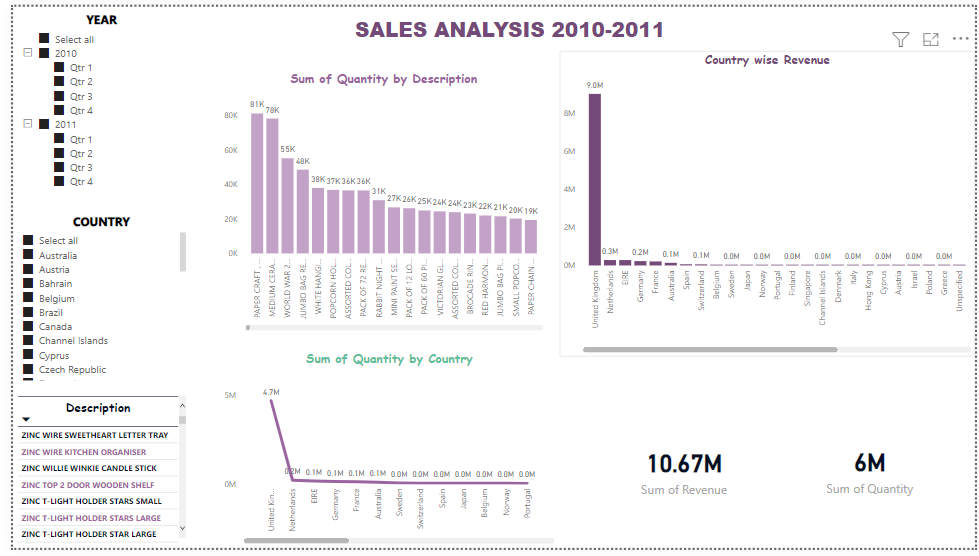 SALES ANALYSIS 2010-2011
YEAR
Select all
2010
Qtr 1
Qtr 2
Qtr 3
Qtr 4
2011
Qtr 1
Qtr 2
Qtr 3
Qtr 4
COUNTRY
Select all
Australia
Austria
Bahrain
Belgium
Brazil
Canada
Channel Islands
Cyprus
Czech Republic
Description
ZINC WIRE SWEETHEART LETTER TRAY
ZINC WIRE KITCHEN ORGANISER
ZINC WILLIE WINKIE CANDLE STICK
ZINC TOP 2 DOOR WOODEN SHELF
ZINC T-LIGHT HOLDER STARS SMALL
ZINC T-LIGHT HOLDER STARS LARGE
ZINC T-LIGHT HOLDER STAR LARGE
Sum of Quantity by Description
80K
60K
40K
20K
0K
81K
78K
55K
48K
38K
37K
36K
36K
31K
27K
26K
25K
24K
24K
23K
22K
21K
20K
19K
PAPER CRAFT , ...
MEDIUM CERA...
WORLD WAR 2...
JUMBO BAG RE...
WHITE HANGI...
POPCORN HOL...
ASSORTED COL...
PACK OF 72 RE...
RABBIT NIGHT ...
MINI PAINT SE...
PACK OF 12 LO...
PACK OF 60 PI...
VICTORIAN GL...
ASSORTED COL...
BROCADE RIN...
RED HARMON...
JUMBO BAG PI...
SMALL POPCO...
PAPER CHAIN ...
Country wise Revenue
8M
6M
4M
2M
0M
9.0M
0.3M
0.2M
0.1M
0.1M
0.0M
0.0M
0.0M
0.0M
0.0M
0.0M
0.0M
0.0M
United Kingdom
Netherlands
EIRE
Germany
France
Australia
Spain
Switzerland
Belgium
Sweden
Japan
Norway
Portugal
Finland
Singapore
Channel Islands
Denmark
Italy
Hong Kong
Cyprus
Austria
Israel
Poland
Greece
Unspecified
Sum of Quantity by Country
5M
0M
4.7M
0.2M
0.1M
0.1M
0.1M
0.1M
0.0M
0.0M
0.0M
0.0M
0.0M
0.0M
0.0M
United Kin...
Netherlands
EIRE
Germany
France
Australia
Sweden
Switzerland
Spain
Japan
Belgium
Norway
Portugal
10.67M
Sum of Revenue
6M
Sum of Quantity